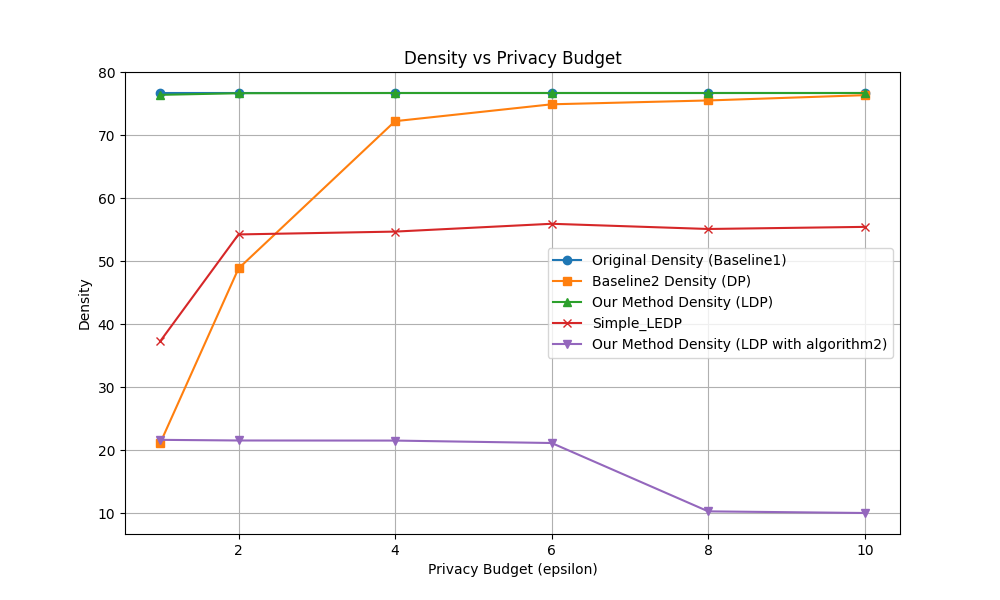 Density vs Privacy Budget
80
70
60
50
40
30
20
10
Density
Original Density (Baseline1)
Baseline2 Density (DP)
Our Method Density (LDP)
Simple_LEDP
Our Method Density (LDP with algorithm2)
2 4 6 8 10
Privacy Budget (epsilon)